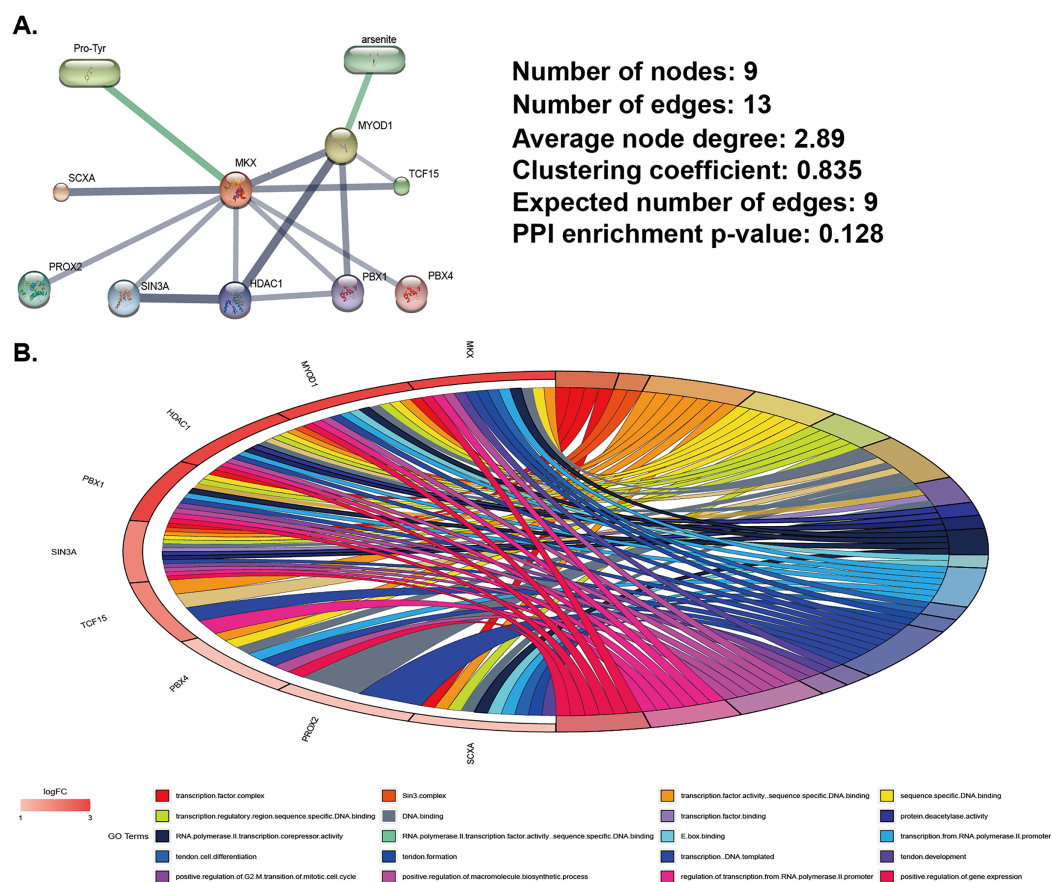 A.
Pro-Tyr
arsenite
MYOD1
MKX
SCXA
TCF15
PROX2
SIN3A
HDAC1
PBX1
PBX4
Number of nodes: 9
Number of edges: 13
Average node degree: 2.89
Clustering coefficient: 0.835
Expected number of edges: 9
PPI enrichment p-value: 0.128
B.
MKX
MYOD1
HDAC1
PBX1
SIN3A
TCF15
PBX4
PROX2
SCXA
logFC
1 3
GO Terms
transcription.factor.complex
Sin3.complex
transcription.factor.activity..sequence.specific.DNA.binding
sequence.specific.DNA.binding
transcription.regulatory.region.sequence.specific.DNA.binding
DNA.binding
transcription.factor.binding
protein.deacetylase.activity
RNA.polymerase.II.transcription.corepressor.activity
RNA.polymerase.II.transcription.factor.activity..sequence.specific.DNA.binding
E.box.binding
transcription.from.RNA.polymerase.II.promoter
tendon.cell.differentiation
tendon.formation
transcription..DNA.templated
tendon.development
positive.regulation.of.G2.M.transition.of.mitotic.cell.cycle
positive.regulation.of.macromolecule.biosynthetic.process
regulation.of.transcription.from.RNA.polymerase.II.promoter
positive.regulation.of.gene.expression